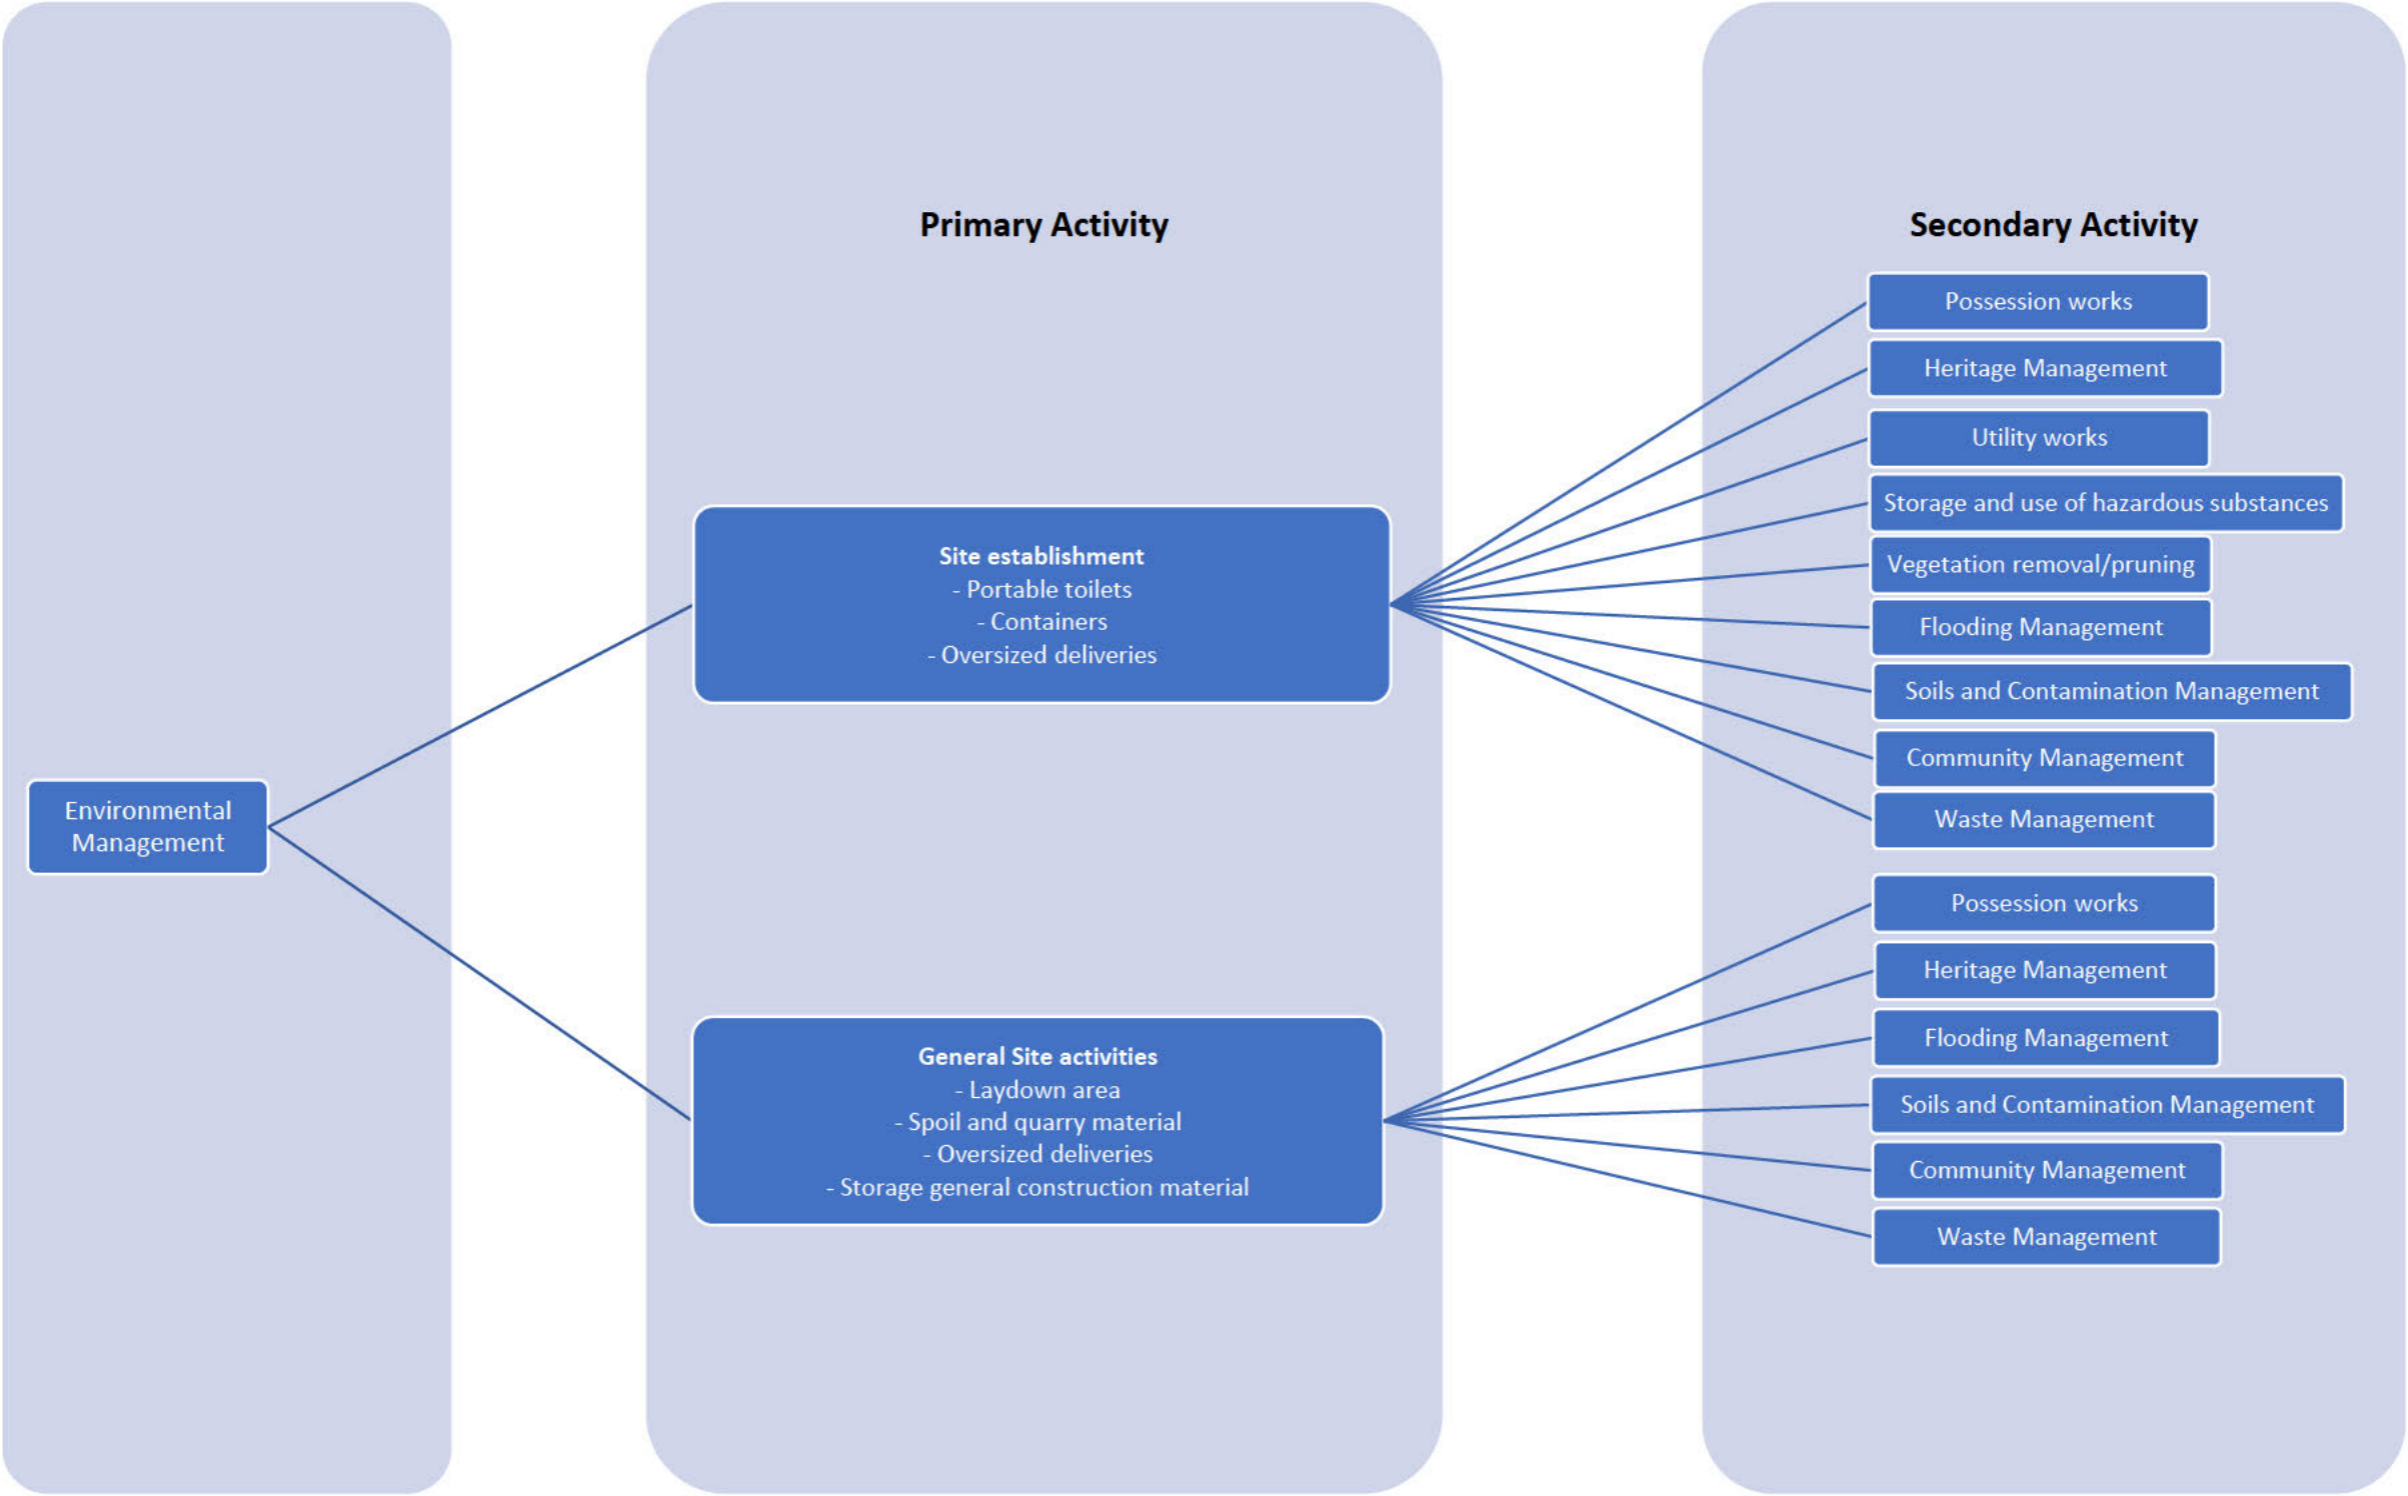 Primary Activity
Secondary Activity
Environmental
Management
Site establishment
- Portable toilets
- Containers
- Oversized deliveries
General Site activities
- Laydown area
- Spoil and quarry material
- Oversized deliveries
- Storage general construction material
Possession works
Heritage Management
Utility works
Storage and use of hazardous substances
Vegetation removal/pruning
Flooding Management
Soils and Contamination Management
Community Management
Waste Management
Possession works
Heritage Management
Flooding Management
Soils and Contamination Management
Community Management
Waste Management